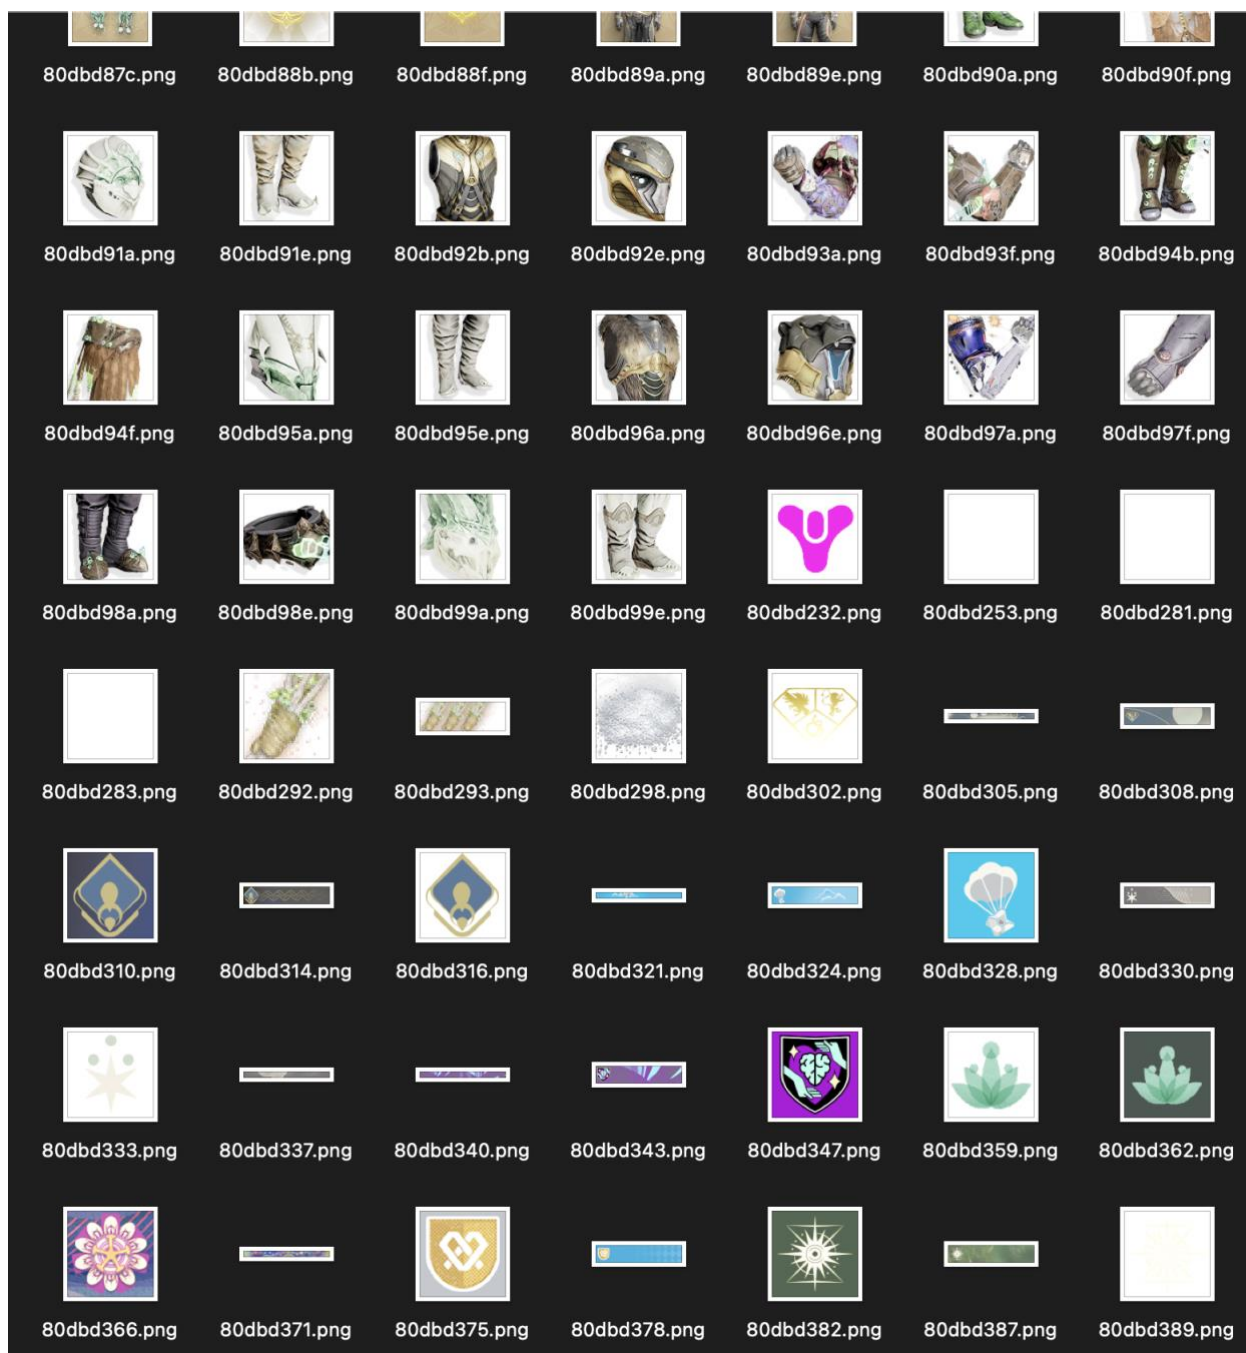 80dbd87c.png 80dbd88b.png 80dbd88f.png 80dbd89a.png 80dbd89e.png 80dbd90a.png 80dbd90f.png
80dbd91a.png 80dbd91e.png 80dbd92b.png 80dbd92e.png 80dbd93a.png 80dbd93f.png 80dbd94b.png
80dbd94f.png 80dbd95a.png 80dbd95e.png 80dbd96a.png 80dbd96e.png 80dbd97a.png 80dbd97f.png
80dbd98a.png 80dbd98e.png 80dbd99a.png 80dbd99e.png 80dbd232.png 80dbd253.png 80dbd281.png
80dbd283.png 80dbd292.png 80dbd293.png 80dbd298.png 80dbd302.png 80dbd305.png 80dbd308.png
80dbd310.png 80dbd314.png 80dbd316.png 80dbd321.png 80dbd324.png 80dbd328.png 80dbd330.png
80dbd333.png 80dbd337.png 80dbd340.png 80dbd343.png 80dbd347.png 80dbd359.png 80dbd362.png
80dbd366.png 80dbd371.png 80dbd375.png 80dbd378.png 80dbd382.png 80dbd387.png 80dbd389.png